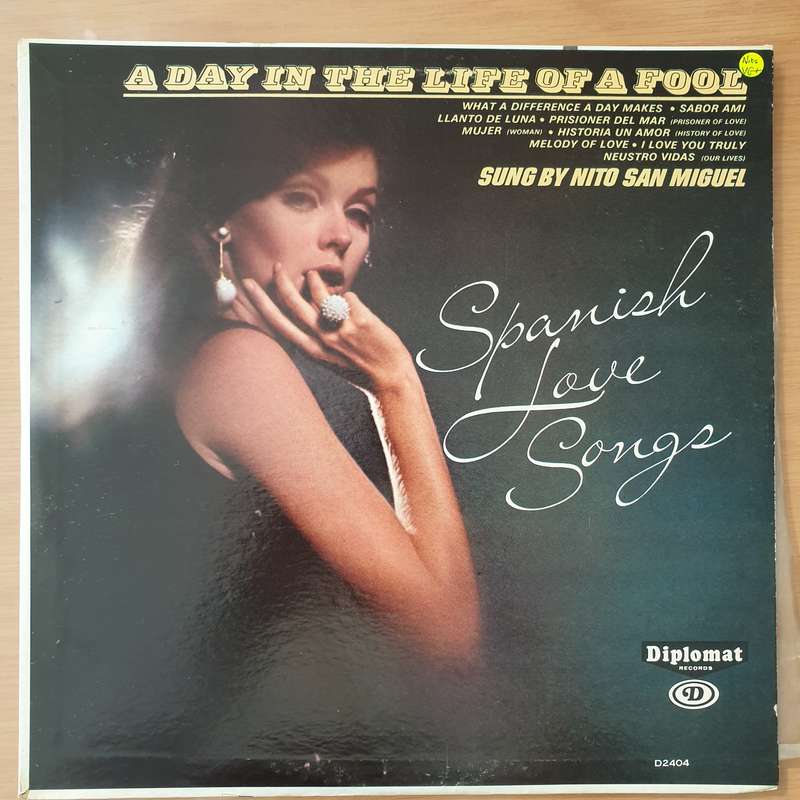 A DAY IN THE LIFE OF A FOOL
Nits
VG+
WHAT A DIFFERENCE A DAY MAKES • SABOR AMI
LLANTO DE LUNA • PRISIONER DEL MAR (PRISONER OF LOVE)
MUJER (WOMAN) • HISTORIA UN AMOR (HISTORY OF LOVE)
MELODY OF LOVE • I LOVE YOU TRULY
NEUSTRO VIDAS (OUR LIVES)
SUNG BY NITO SAN MIGUEL
Spanish
Love
Songs
Diplomat
RECORDS
D
D2404